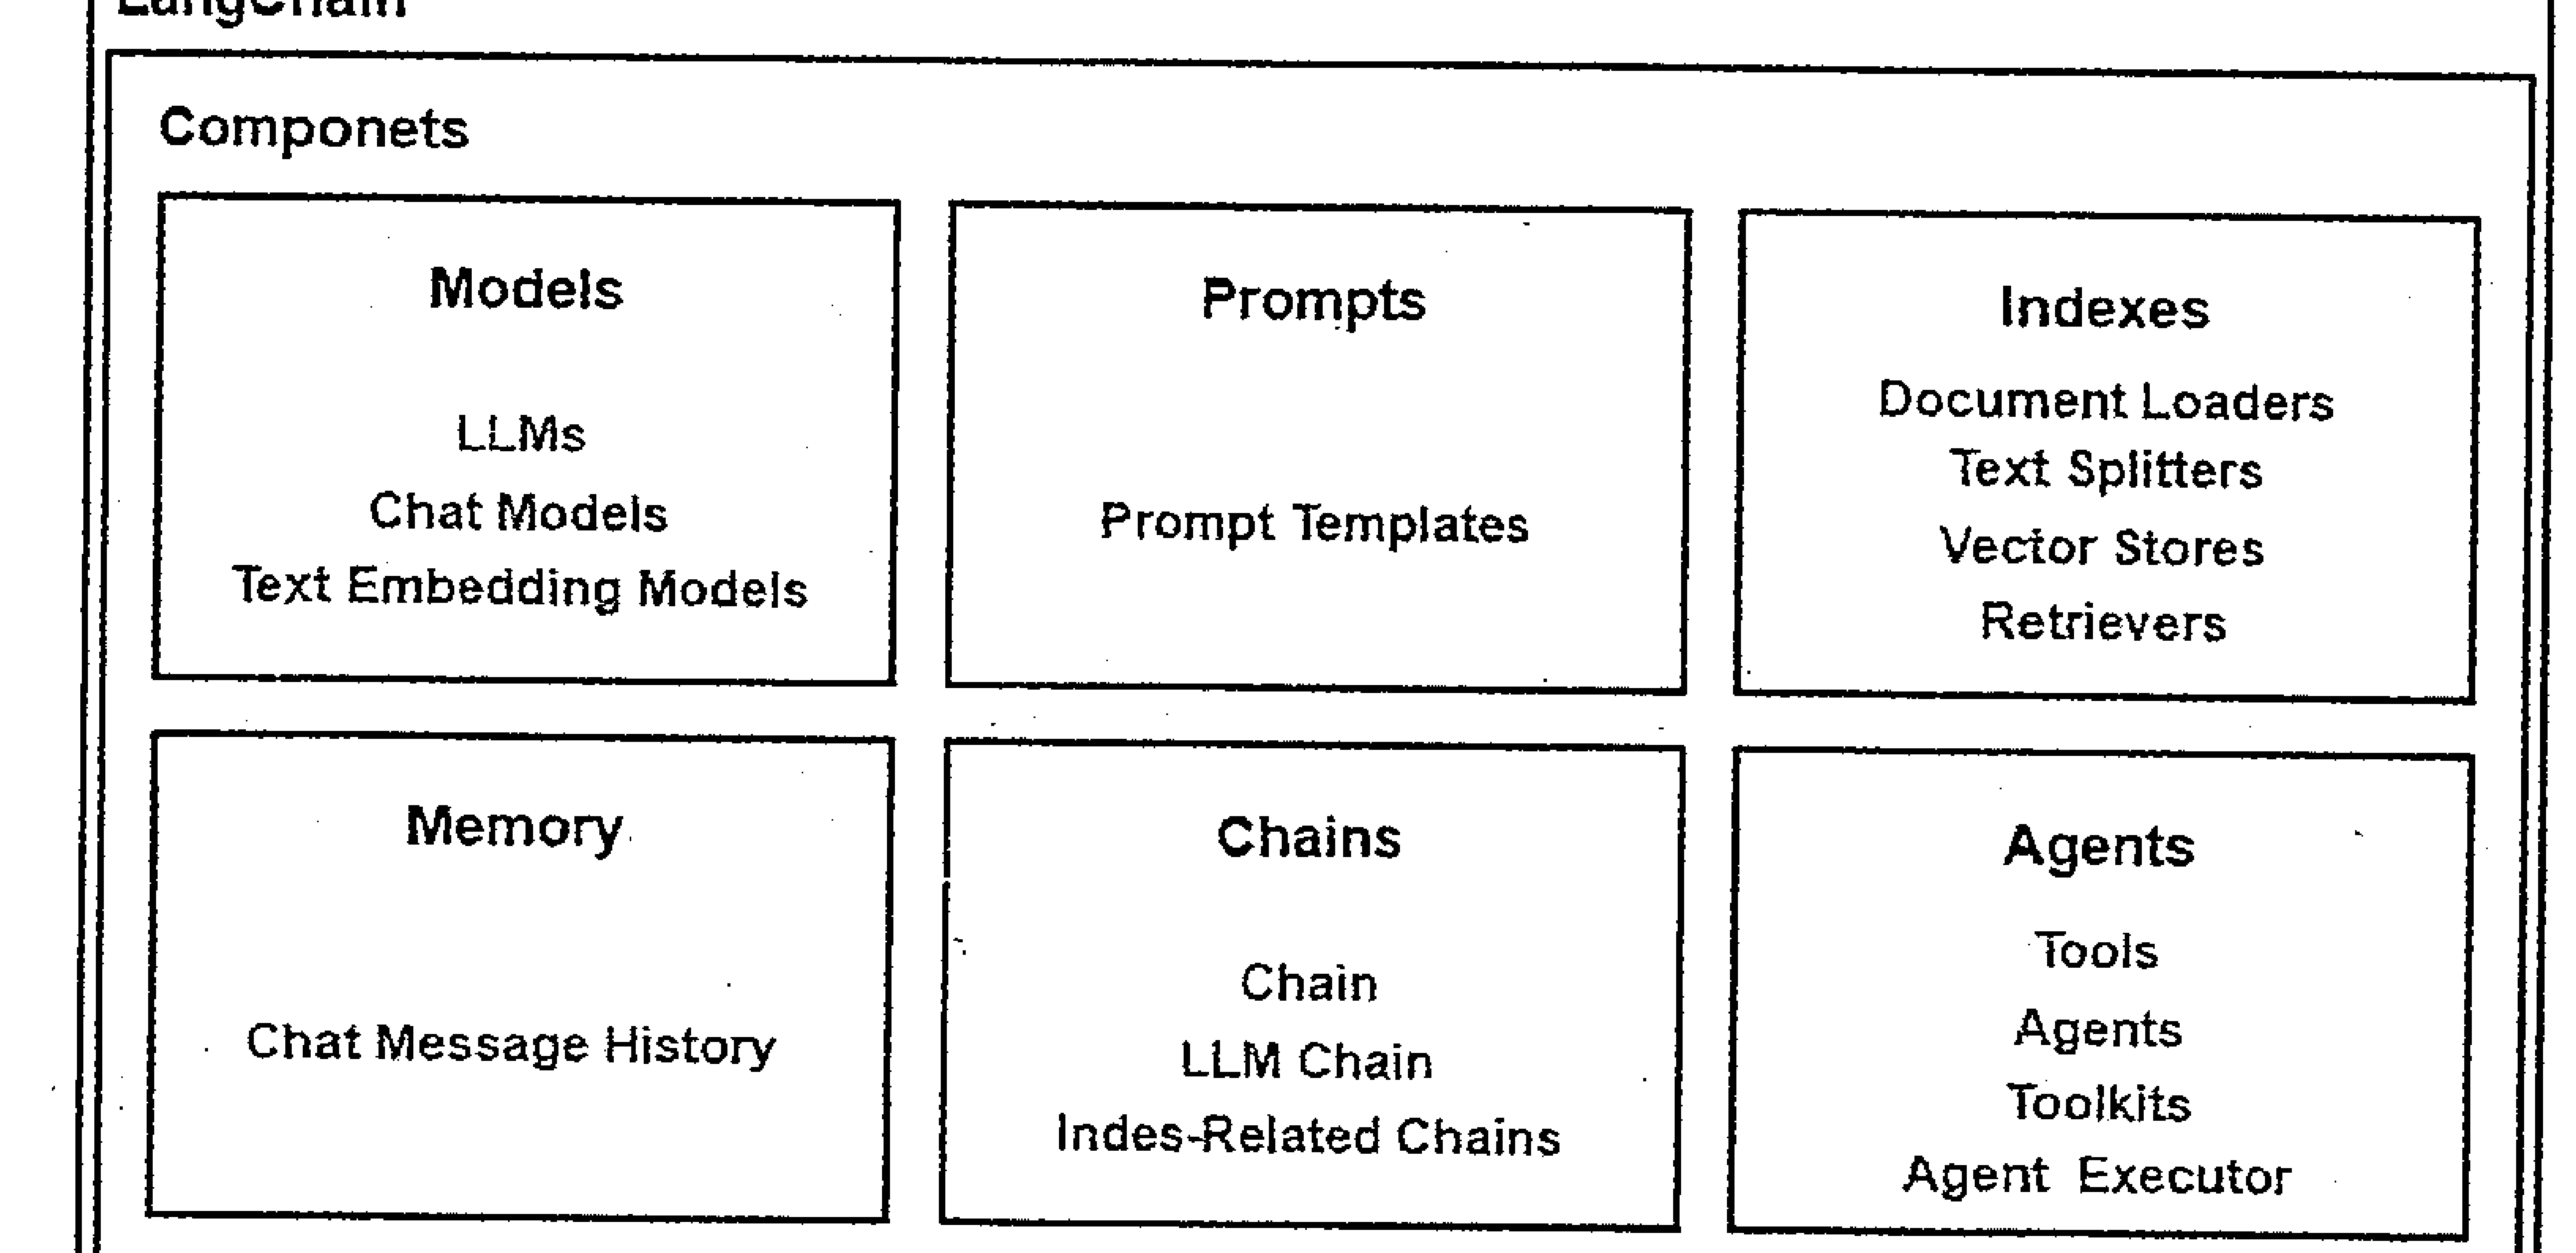 LangChain
Componets
Models
LLMs
Chat Models
Text Embedding Models
Prompts
Prompt Templates
Indexes
Document Loaders
Text Splitters
Vector Stores
Retrievers
Memory
Chat Message History
Chains
Chain
LLM Chain
Indes-Related Chains
Agents
Tools
Agents
Toolkits
Agent Executor